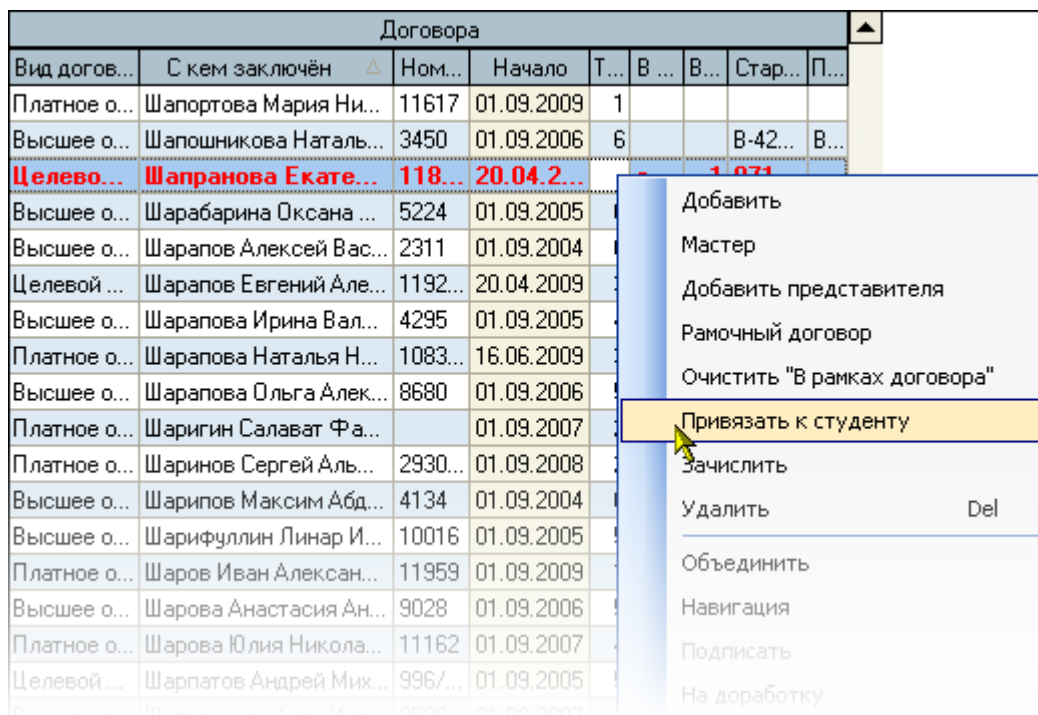 Договора
Вид догов... С кем заключён Ном... Начало Т... В ... В... Стар... П...
Платное о... Шапортова Мария Ни... 11617 01.09.2009 1
Высшее о... Шапошникова Наталь... 3450 01.09.2006 6 В-42... В...
Целево... Шапранова Екате... 118... 20.04.2...
Высшее о... Шарабарина Оксана ... 5224 01.09.2005
Высшее о... Шарапов Алексей Вас... 2311 01.09.2004
Целевой ... Шарапов Евгений Але... 1192... 20.04.2009
Высшее о... Шарапова Ирина Вал... 4295 01.09.2005
Платное о... Шарапова Наталья Н... 1083... 16.06.2009
Высшее о... Шарапова Ольга Алек... 8680 01.09.2006
Платное о... Шаригин Салават Фа... 01.09.2007
Платное о... Шаринов Сергей Аль... 2930... 01.09.2008
Высшее о... Шарипов Максим Абд... 4134 01.09.2004
Высшее о... Шарифуллин Линар И... 10016 01.09.2005
Платное о... Шаров Иван Алексан... 11959 01.09.2009
Высшее о... Шарова Анастасия Ан... 9028 01.09.2006
Платное о... Шарова Юлия Никола... 11162 01.09.2007
Целевой ... Шарпатов Андрей Мих... 996/... 01.09.2005
Добавить
Мастер
Добавить представителя
Рамочный договор
Очистить "В рамках договора"
Привязать к студенту
Зачислить
Удалить Del
Объединить
Навигация
Подписать
На доработку